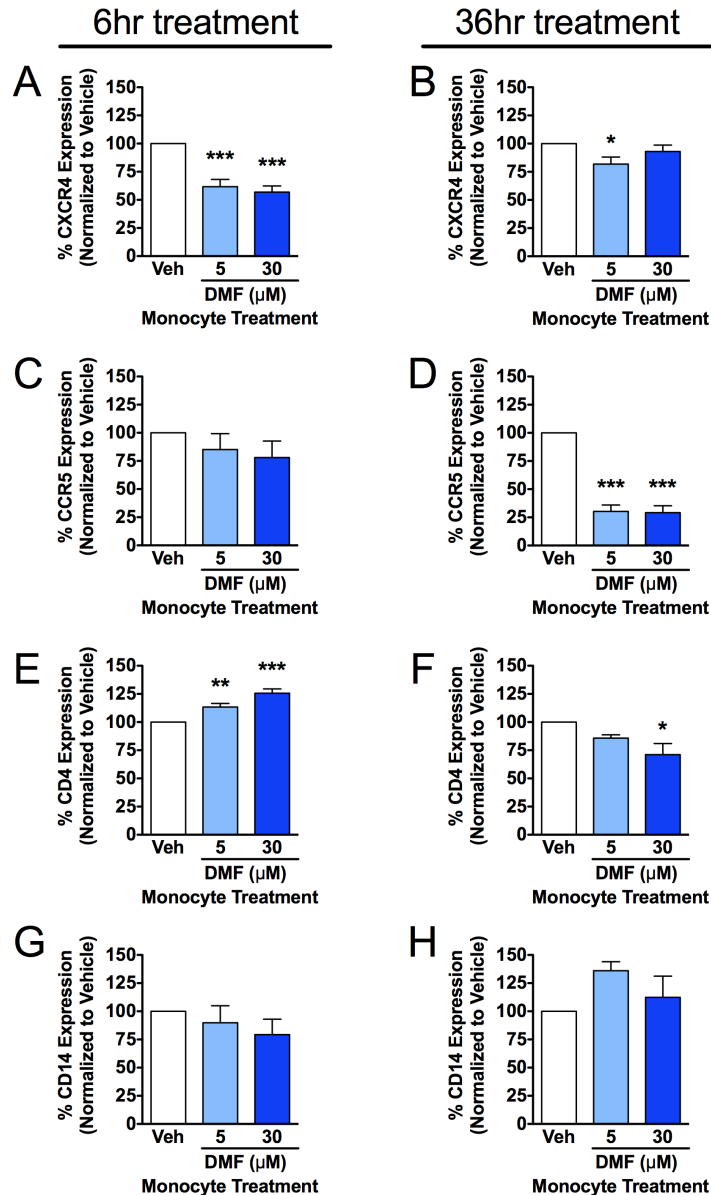 6hr treatment
36hr treatment
A
% CXCR4 Expression
(Normalized to Vehicle)
150
125
100
75
50
25
0
***
***
Veh
5
30
DMF (µM)
Monocyte Treatment
B
% CXCR4 Expression
(Normalized to Vehicle)
150
125
100
75
50
25
0
*
Veh
5
30
DMF (µM)
Monocyte Treatment
C
% CCR5 Expression
(Normalized to Vehicle)
150
125
100
75
50
25
0
Veh
5
30
DMF (µM)
Monocyte Treatment
D
% CCR5 Expression
(Normalized to Vehicle)
150
125
100
75
50
25
0
***
***
Veh
5
30
DMF (µM)
Monocyte Treatment
E
% CD4 Expression
(Normalized to Vehicle)
150
125
100
75
50
25
0
**
***
Veh
5
30
DMF (µM)
Monocyte Treatment
F
% CD4 Expression
(Normalized to Vehicle)
150
125
100
75
50
25
0
*
Veh
5
30
DMF (µM)
Monocyte Treatment
G
% CD14 Expression
(Normalized to Vehicle)
150
125
100
75
50
25
0
Veh
5
30
DMF (µM)
Monocyte Treatment
H
% CD14 Expression
(Normalized to Vehicle)
150
125
100
75
50
25
0
Veh
5
30
DMF (µM)
Monocyte Treatment